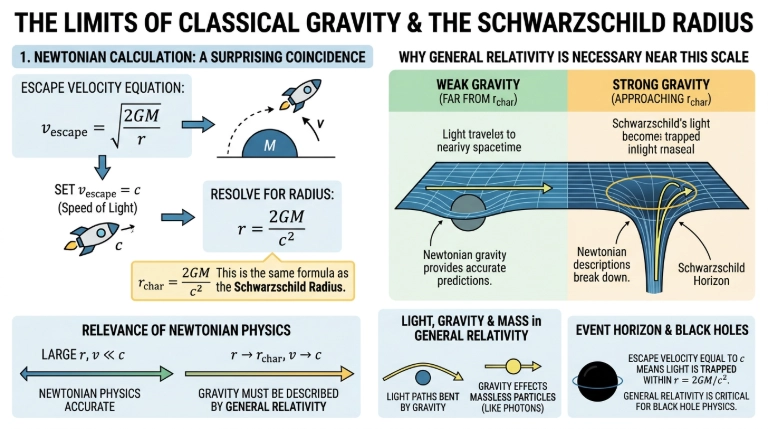 THE LIMITS OF CLASSICAL GRAVITY & THE SCHWARZSCHILD RADIUS
1. NEWTONIAN CALCULATION: A SURPRISING COINCIDENCE
ESCAPE VELOCITY EQUATION:
v_escape = √(2GM/r)
M
v
SET v_escape = c
(Speed of Light)
c
RESOLVE FOR RADIUS:
r = 2GM/c²
r_char = 2GM/c² This is the same formula as
the Schwarzschild Radius.
WHY GENERAL RELATIVITY IS NECESSARY NEAR THIS SCALE
WEAK GRAVITY
(FAR FROM r_char)
Light traveles to
spacetime
Newtonian gravity
provides accurate
predictions.
STRONG GRAVITY
(APPROACHING r_char)
Schwarzschild's light
trapped
Newtonian
descriptions
break down.
Schwarzschild
Horizon
RELEVANCE OF NEWTONIAN PHYSICS
LARGE r, v ≪ c
NEWTONIAN PHYSICS
ACCURATE
r → r_char, v → c
GRAVITY MUST BE DESCRIBED
BY GENERAL RELATIVITY
LIGHT, GRAVITY & MASS in
GENERAL RELATIVITY
LIGHT PATHS BENT
BY GRAVITY
GRAVITY EFFECTS
MASSLESS PARTICLES
(LIKE PHOTONS)
EVENT HORIZON & BLACK HOLES
ESCAPE VELOCITY EQUAL TO c
MEANS LIGHT IS TRAPPED
WITHIN r = 2GM/c².
GENERAL RELATIVITY IS CRITICAL
FOR BLACK HOLE PHYSICS.